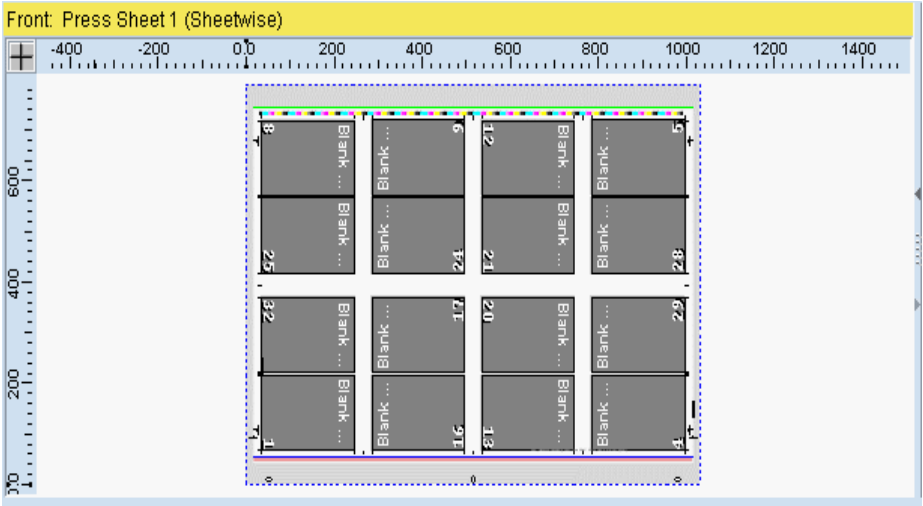 Front: Press Sheet 1 (Sheetwise)
-400 -200 0.0 200 400 600 800 1000 1200 1400
8 Blank ... Blank ... 9 12 Blank ... Blank ... 5
600
25 Blank ... Blank ... 24 21 Blank ... Blank ... 28
400
32 Blank ... Blank ... 17 20 Blank ... Blank ... 29
200
1 Blank ... Blank ... 16 13 Blank ... Blank ... 4
0.0